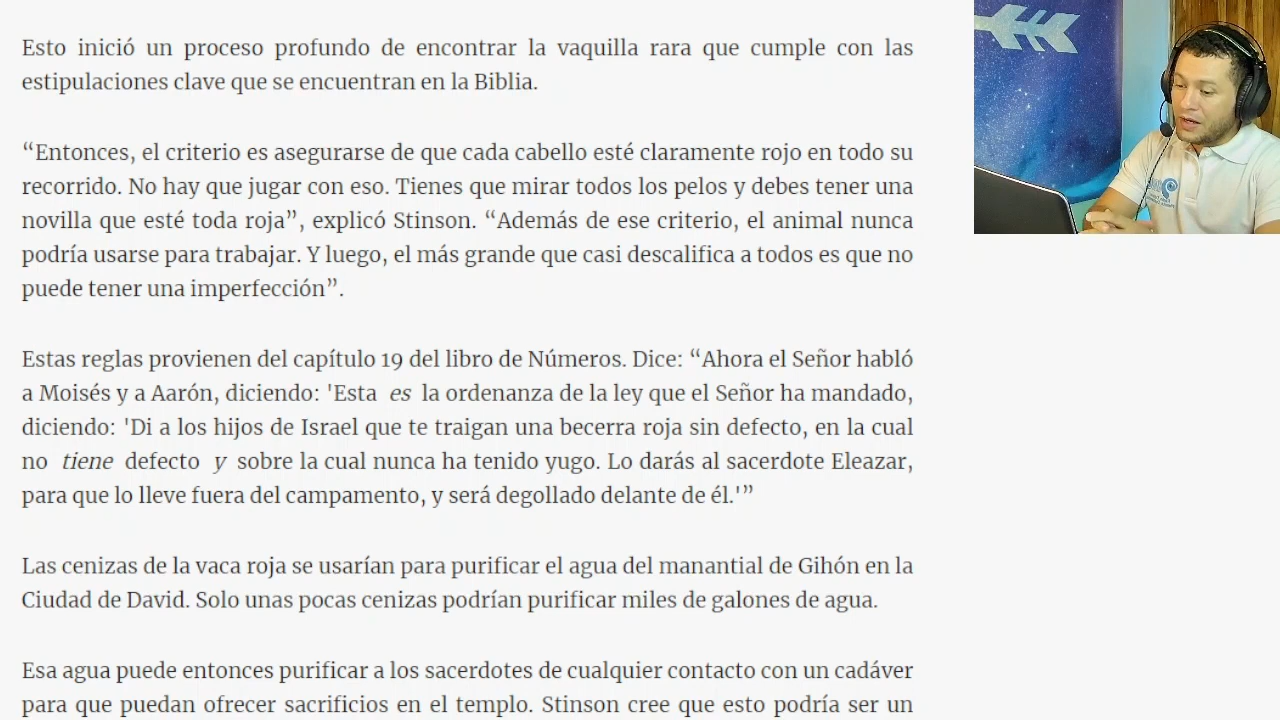 Esto inició un proceso profundo de encontrar la vaquilla rara que cumple con las
estipulaciones clave que se encuentran en la Biblia.
“Entonces, el criterio es asegurarse de que cada cabello esté claramente rojo en todo su
recorrido. No hay que jugar con eso. Tienes que mirar todos los pelos y debes tener una
novilla que esté toda roja”, explicó Stinson. “Además de ese criterio, el animal nunca
podría usarse para trabajar. Y luego, el más grande que casi descalifica a todos es que no
puede tener una imperfección”.
Estas reglas provienen del capítulo 19 del libro de Números. Dice: “Ahora el Señor habló
a Moisés y a Aarón, diciendo: 'Esta es la ordenanza de la ley que el Señor ha mandado,
diciendo: 'Di a los hijos de Israel que te traigan una becerra roja sin defecto, en la cual
no tiene defecto y sobre la cual nunca ha tenido yugo. Lo darás al sacerdote Eleazar,
para que lo lleve fuera del campamento, y será degollado delante de él.'”
Las cenizas de la vaca roja se usarían para purificar el agua del manantial de Gihón en la
Ciudad de David. Solo unas pocas cenizas podrían purificar miles de galones de agua.
Esa agua puede entonces purificar a los sacerdotes de cualquier contacto con un cadáver
para que puedan ofrecer sacrificios en el templo. Stinson cree que esto podría ser un